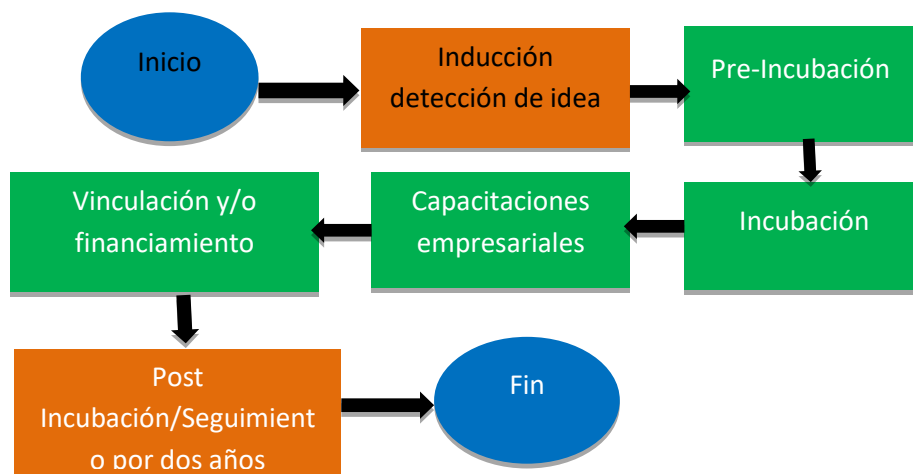 Inicio
Inducción
detección de idea
Pre-Incubación
Incubación
Capacitaciones
empresariales
Vinculación y/o
financiamiento
Post
Incubación/Seguimient
o por dos años
Fin